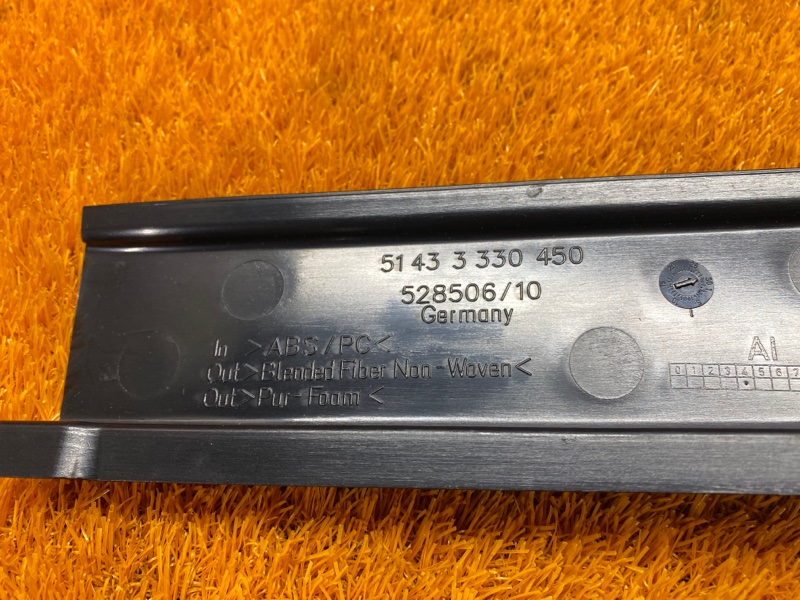 51 43 3 330 450
528506/10
Germany
In >ABS/PC<
Out>Blended Fiber Non-Woven<
Out>Pur-Foam<
AI
0 1 2 3 4 5 6 7